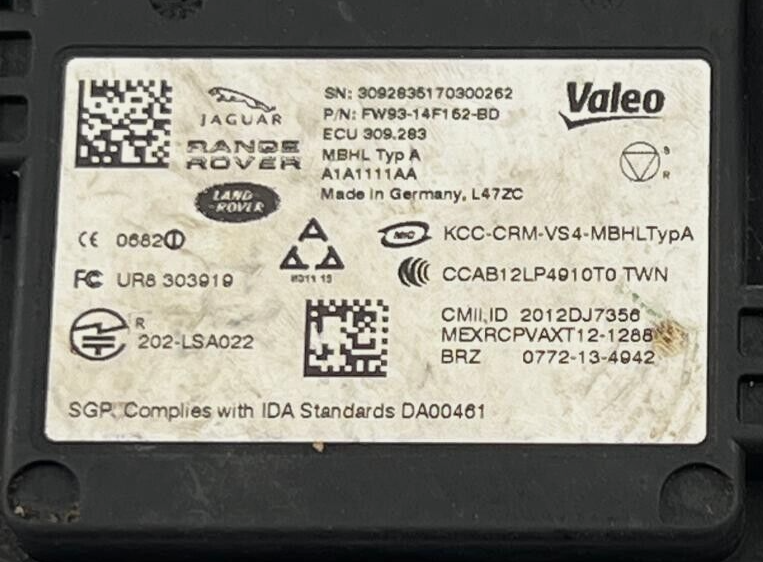 JAGUAR
RANGE
ROVER
LAND-
-ROVER
SN: 3092835170300262
P/N: FW93-14F152-BD
ECU 309.283
MBHL Typ A
A1A1111AA
Made in Germany, L47ZC
Valeo
S
R
CE 0682
FC UR8 303919
R
202-LSA022
KCC-CRM-VS4-MBHLTypA
CCAB12LP4910T0 TWN
CMII,ID 2012DJ7356
MEXRCPVAXT12-1288
BRZ 0772-13-4942
SGP. Complies with IDA Standards DA00461